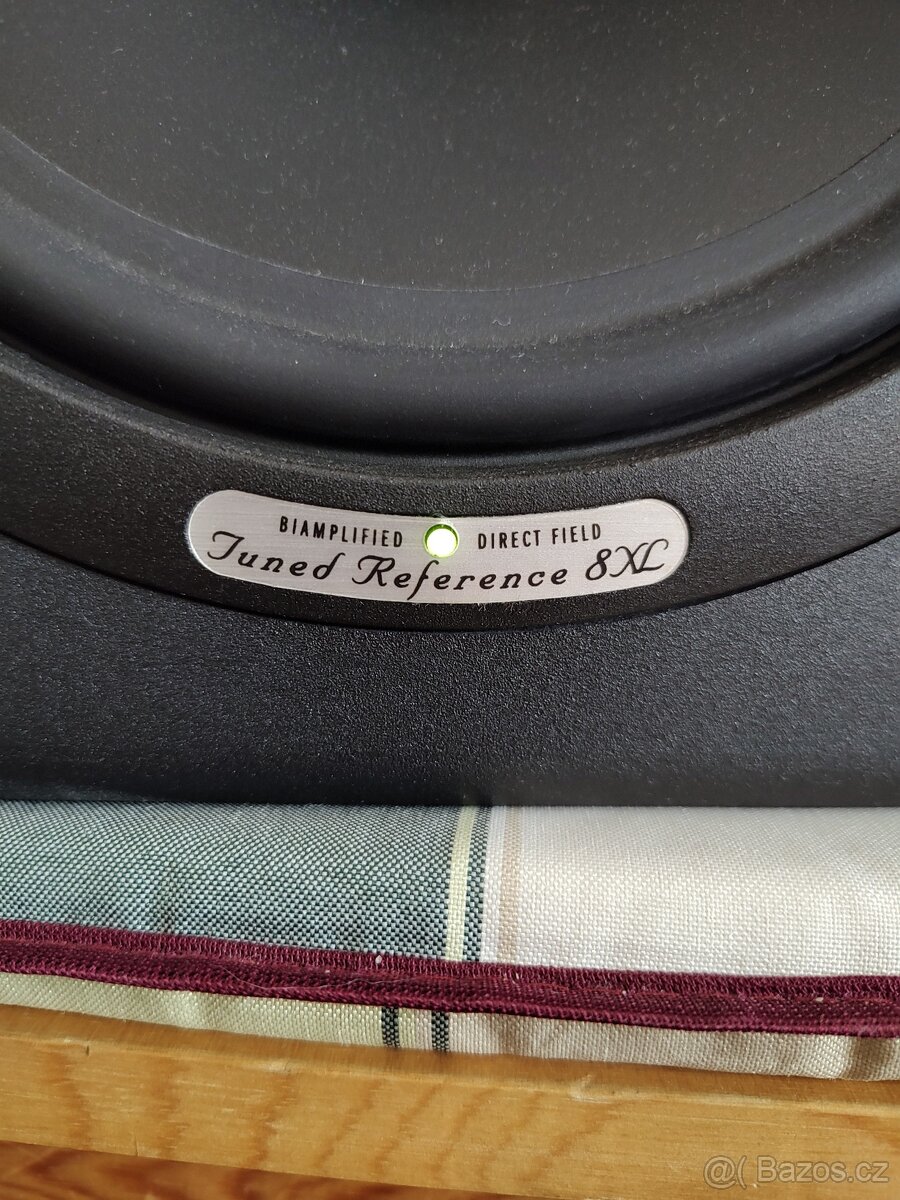 BIAMPLIFIED DIRECT FIELD
Tuned Reference 8XL
@( Bazos.cz